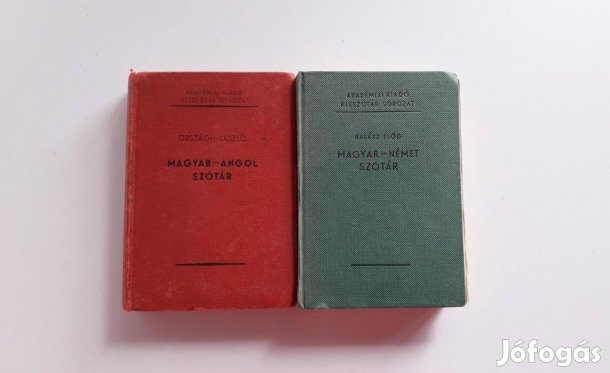 AKADÉMIAI KIADÓ
KISSZÓTÁR SOROZAT
ORSZÁGH LÁSZLÓ
MAGYAR-ANGOL
SZÓTÁR
AKADÉMIAI KIADÓ
KISSZÓTÁR SOROZAT
HALÁSZ ELŐD
MAGYAR-NÉMET
SZÓTÁR
Jófogás